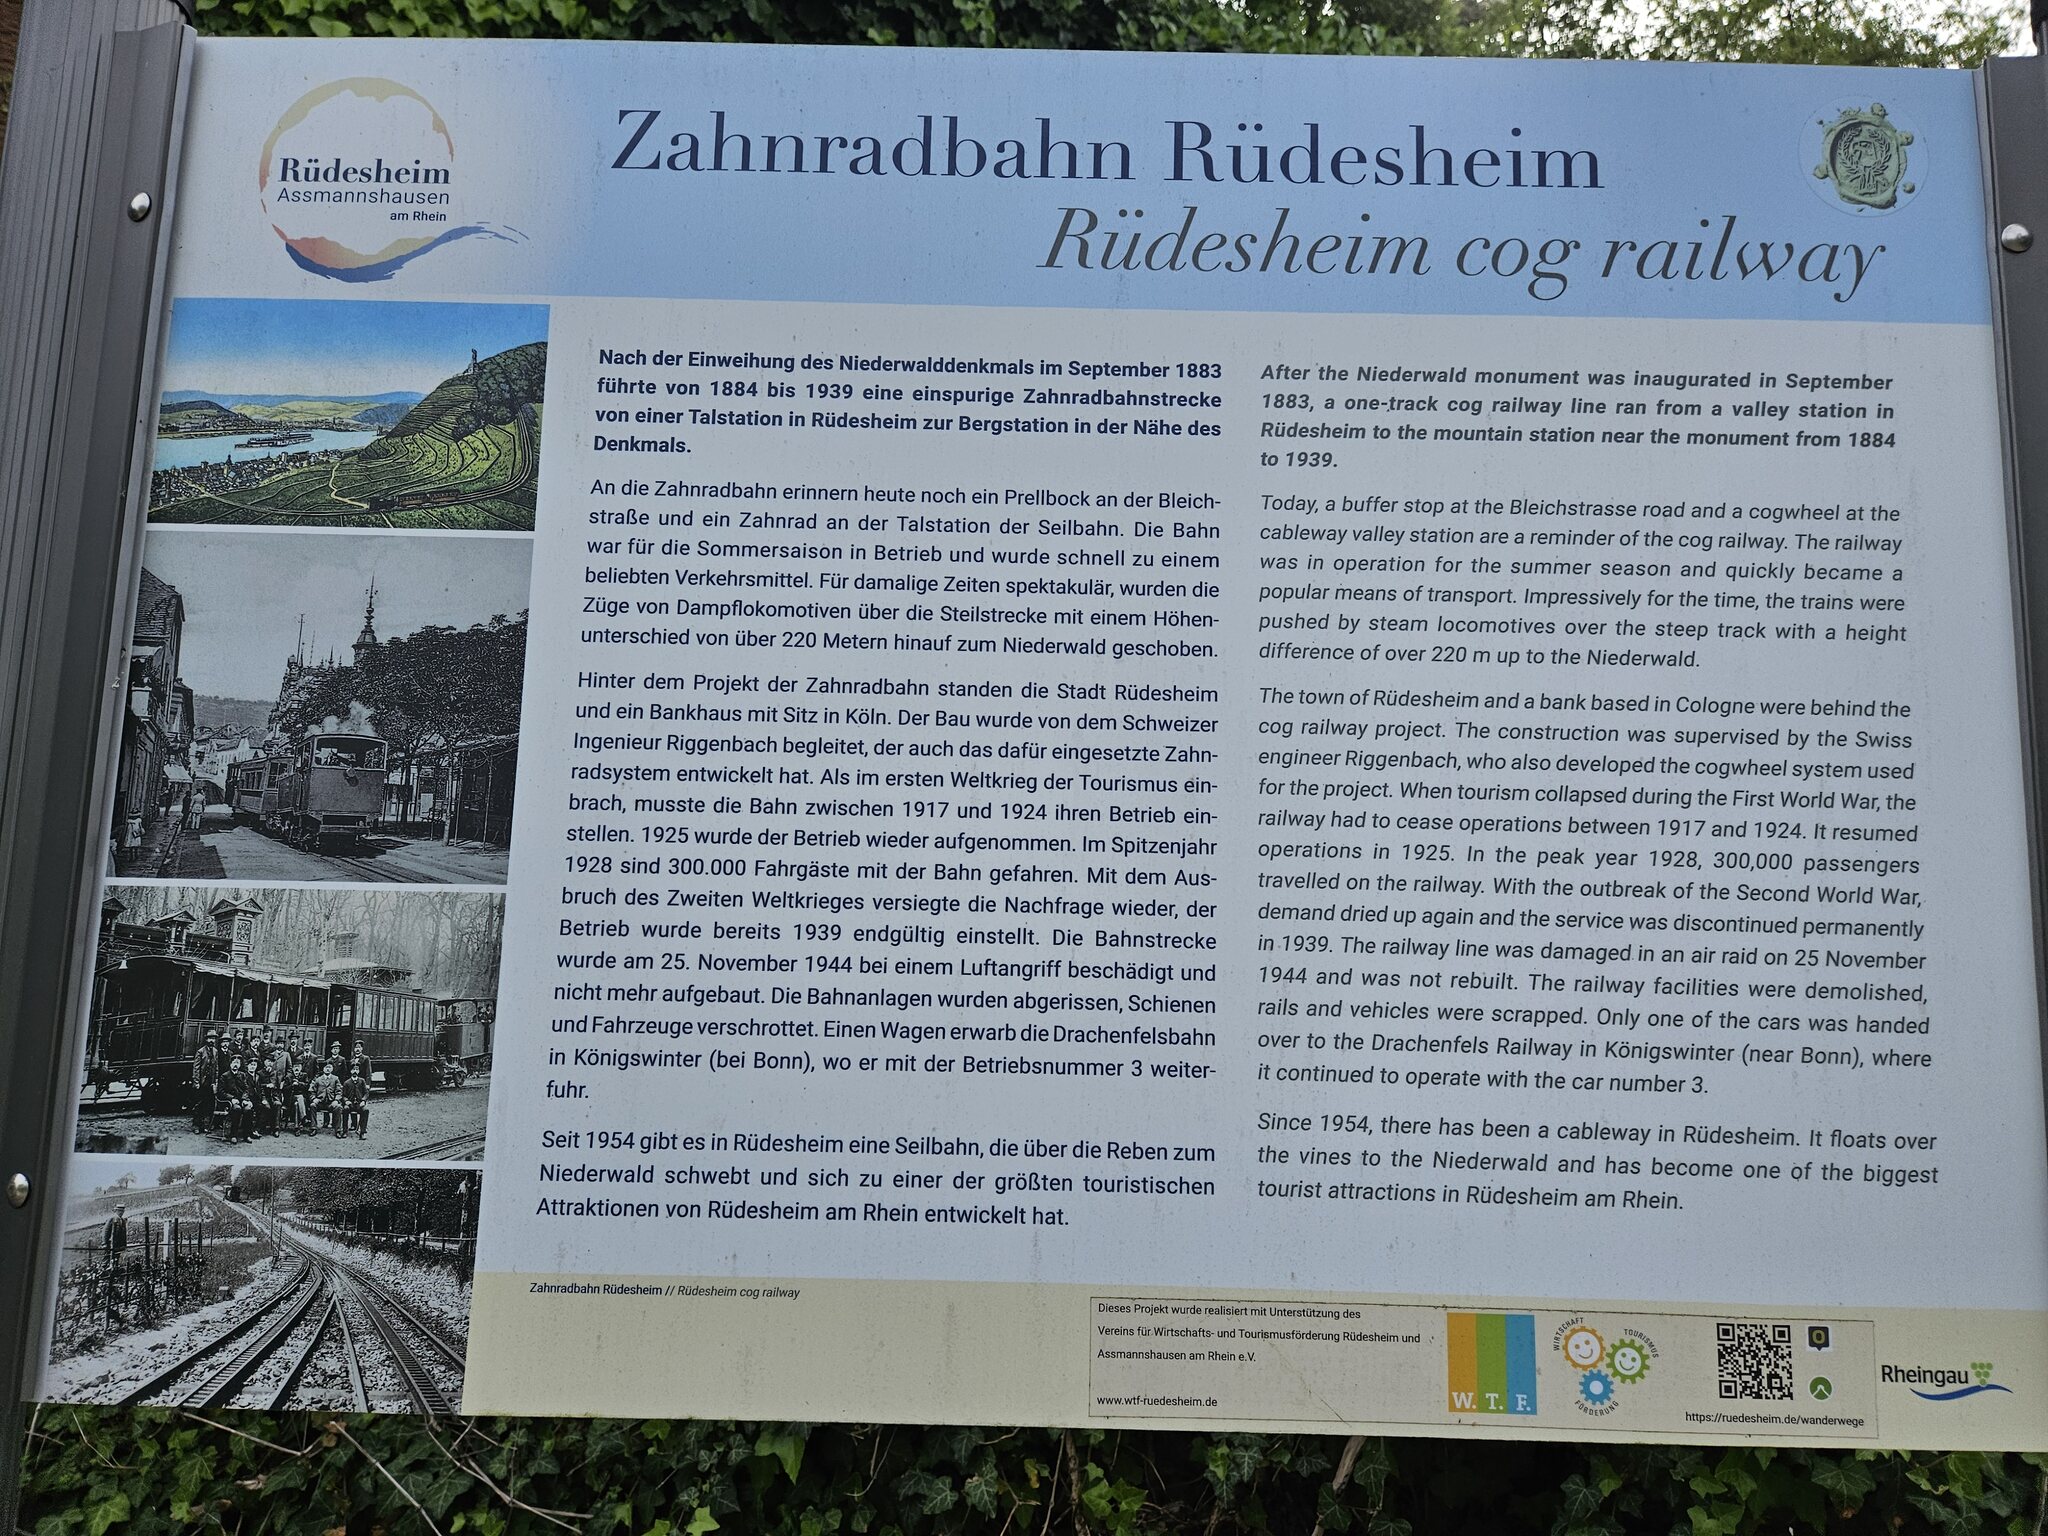 Rüdesheim
Assmannshausen
am Rhein
Zahnradbahn Rüdesheim
Rüdesheim cog railway
Nach der Einweihung des Niederwalddenkmals im September 1883
führte von 1884 bis 1939 eine einspurige Zahnradbahnstrecke
von einer Talstation in Rüdesheim zur Bergstation in der Nähe des
Denkmals.
An die Zahnradbahn erinnern heute noch ein Prellbock an der Bleich-
straße und ein Zahnrad an der Talstation der Seilbahn. Die Bahn
war für die Sommersaison in Betrieb und wurde schnell zu einem
beliebten Verkehrsmittel. Für damalige Zeiten spektakulär, wurden die
Züge von Dampflokomotiven über die Steilstrecke mit einem Höhen-
unterschied von über 220 Metern hinauf zum Niederwald geschoben.
Hinter dem Projekt der Zahnradbahn standen die Stadt Rüdesheim
und ein Bankhaus mit Sitz in Köln. Der Bau wurde von dem Schweizer
Ingenieur Riggenbach begleitet, der auch das dafür eingesetzte Zahn-
radsystem entwickelt hat. Als im ersten Weltkrieg der Tourismus ein-
brach, musste die Bahn zwischen 1917 und 1924 ihren Betrieb ein-
stellen. 1925 wurde der Betrieb wieder aufgenommen. Im Spitzenjahr
1928 sind 300.000 Fahrgäste mit der Bahn gefahren. Mit dem Aus-
bruch des Zweiten Weltkrieges versiegte die Nachfrage wieder, der
Betrieb wurde bereits 1939 endgültig einstellt. Die Bahnstrecke
wurde am 25. November 1944 bei einem Luftangriff beschädigt und
nicht mehr aufgebaut. Die Bahnanlagen wurden abgerissen, Schienen
und Fahrzeuge verschrottet. Einen Wagen erwarb die Drachenfelsbahn
in Königswinter (bei Bonn), wo er mit der Betriebsnummer 3 weiter-
fuhr.
Seit 1954 gibt es in Rüdesheim eine Seilbahn, die über die Reben zum
Niederwald schwebt und sich zu einer der größten touristischen
Attraktionen von Rüdesheim am Rhein entwickelt hat.
After the Niederwald monument was inaugurated in September
1883, a one-track cog railway line ran from a valley station in
Rüdesheim to the mountain station near the monument from 1884
to 1939.
Today, a buffer stop at the Bleichstrasse road and a cogwheel at the
cableway valley station are a reminder of the cog railway. The railway
was in operation for the summer season and quickly became a
popular means of transport. Impressively for the time, the trains were
pushed by steam locomotives over the steep track with a height
difference of over 220 m up to the Niederwald.
The town of Rüdesheim and a bank based in Cologne were behind the
cog railway project. The construction was supervised by the Swiss
engineer Riggenbach, who also developed the cogwheel system used
for the project. When tourism collapsed during the First World War, the
railway had to cease operations between 1917 and 1924. It resumed
operations in 1925. In the peak year 1928, 300,000 passengers
travelled on the railway. With the outbreak of the Second World War,
demand dried up again and the service was discontinued permanently
in 1939. The railway line was damaged in an air raid on 25 November
1944 and was not rebuilt. The railway facilities were demolished,
rails and vehicles were scrapped. Only one of the cars was handed
over to the Drachenfels Railway in Königswinter (near Bonn), where
it continued to operate with the car number 3.
Since 1954, there has been a cableway in Rüdesheim. It floats over
the vines to the Niederwald and has become one of the biggest
tourist attractions in Rüdesheim am Rhein.
Zahnradbahn Rüdesheim // Rüdesheim cog railway
Dieses Projekt wurde realisiert mit Unterstützung des
Vereins für Wirtschafts- und Tourismusförderung Rüdesheim und
Assmannshausen am Rhein e.V.
www.wtf-ruedesheim.de
W. T. F.
WIRTSCHAFT
TOURISMUS
FÖRDERUNG
https://ruedesheim.de/wanderwege
Rheingau